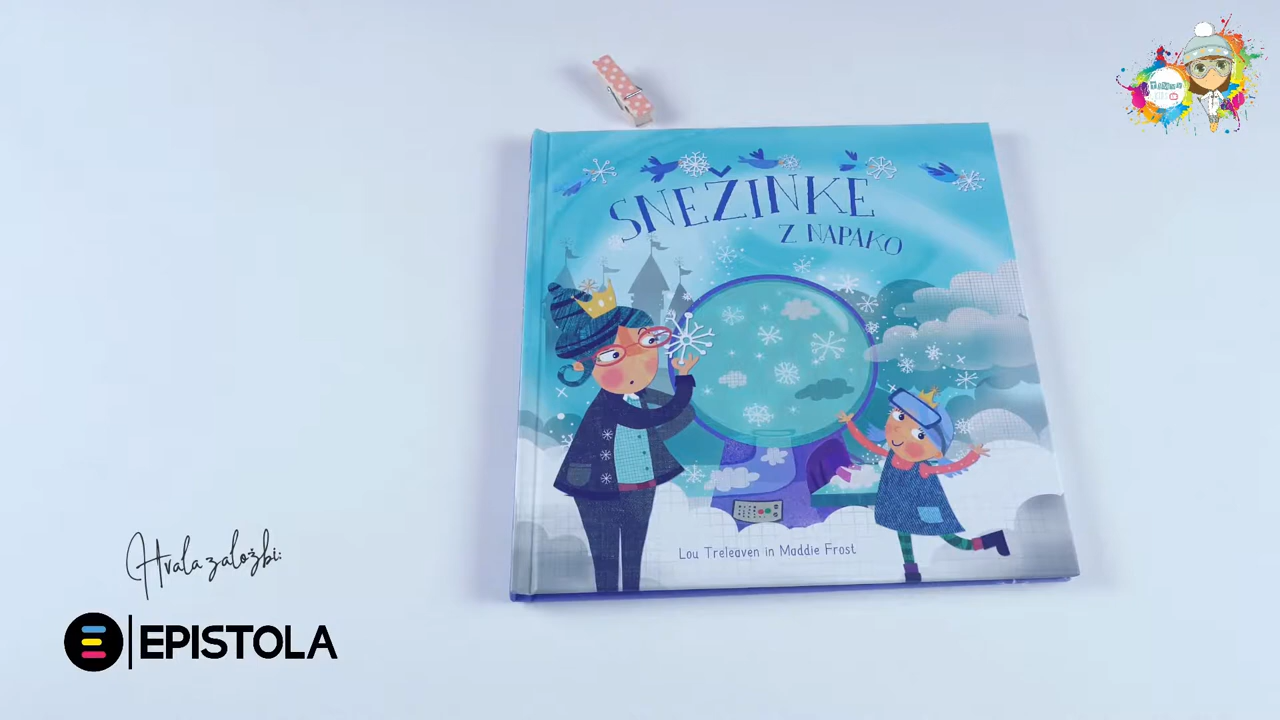 SNEŽINKE
Z NAPAKO
Lou Treleaven in Maddie Frost
Hvala založbi:
EPISTOLA